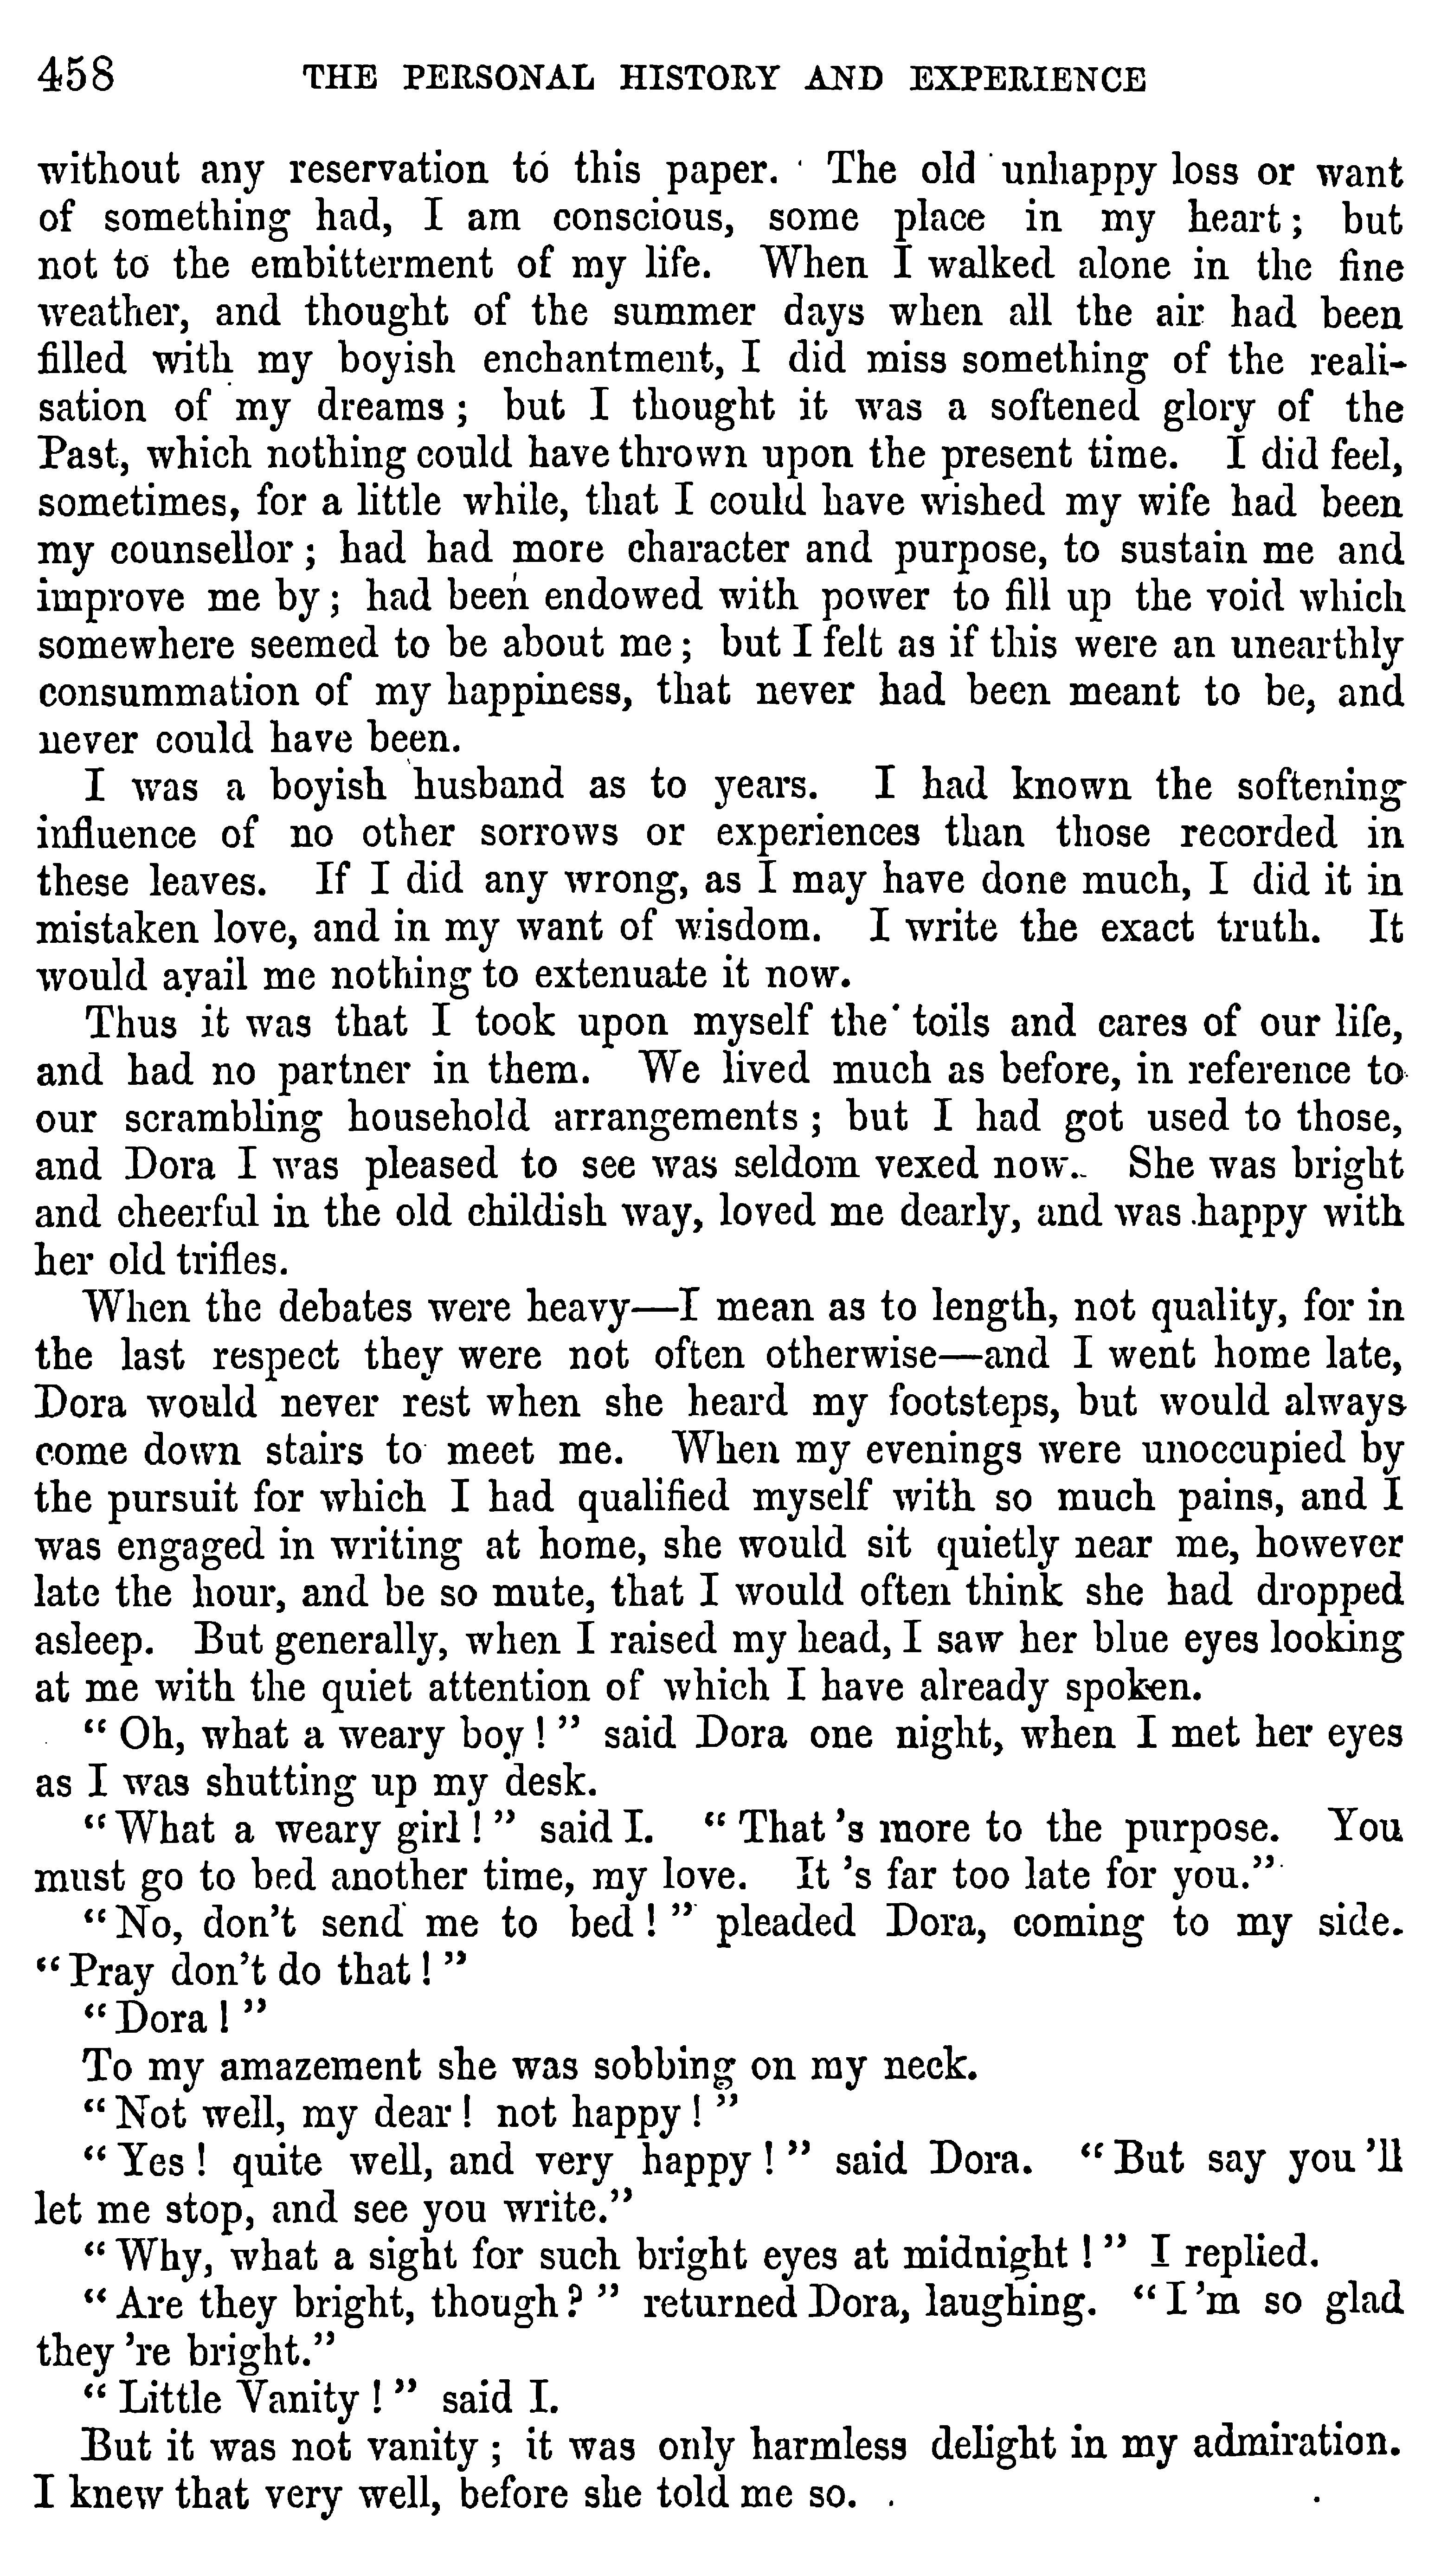 458 THE PERSONAL HISTORY AND EXPERIENCE
without any reservation to this paper. The old unhappy loss or want
of something had, I am conscious, some place in my heart; but
not to the embitterment of my life. When I walked alone in the fine
weather, and thought of the summer days when all the air had been
filled with my boyish enchantment, I did miss something of the reali-
sation of my dreams; but I thought it was a softened glory of the
Past, which nothing could have thrown upon the present time. I did feel,
sometimes, for a little while, that I could have wished my wife had been
my counsellor; had had more character and purpose, to sustain me and
improve me by; had been endowed with power to fill up the void which
somewhere seemed to be about me; but I felt as if this were an unearthly
consummation of my happiness, that never had been meant to be, and
never could have been.
I was a boyish husband as to years. I had known the softening
influence of no other sorrows or experiences than those recorded in
these leaves. If I did any wrong, as I may have done much, I did it in
mistaken love, and in my want of wisdom. I write the exact truth. It
would avail me nothing to extenuate it now.
Thus it was that I took upon myself the toils and cares of our life,
and had no partner in them. We lived much as before, in reference to
our scrambling household arrangements; but I had got used to those,
and Dora I was pleased to see was seldom vexed now. She was bright
and cheerful in the old childish way, loved me dearly, and was happy with
her old trifles.
When the debates were heavy—I mean as to length, not quality, for in
the last respect they were not often otherwise—and I went home late,
Dora would never rest when she heard my footsteps, but would always
come down stairs to meet me. When my evenings were unoccupied by
the pursuit for which I had qualified myself with so much pains, and I
was engaged in writing at home, she would sit quietly near me, however
late the hour, and be so mute, that I would often think she had dropped
asleep. But generally, when I raised my head, I saw her blue eyes looking
at me with the quiet attention of which I have already spoken.
"Oh, what a weary boy!" said Dora one night, when I met her eyes
as I was shutting up my desk.
"What a weary girl!" said I. "That's more to the purpose. You
must go to bed another time, my love. It's far too late for you."
"No, don't send me to bed!" pleaded Dora, coming to my side.
"Pray don't do that!"
"Dora!"
To my amazement she was sobbing on my neck.
"Not well, my dear! not happy!"
"Yes! quite well, and very happy!" said Dora. "But say you'll
let me stop, and see you write."
"Why, what a sight for such bright eyes at midnight!" I replied.
"Are they bright, though?" returned Dora, laughing. "I'm so glad
they're bright."
"Little Vanity!" said I.
But it was not vanity; it was only harmless delight in my admiration.
I knew that very well, before she told me so.